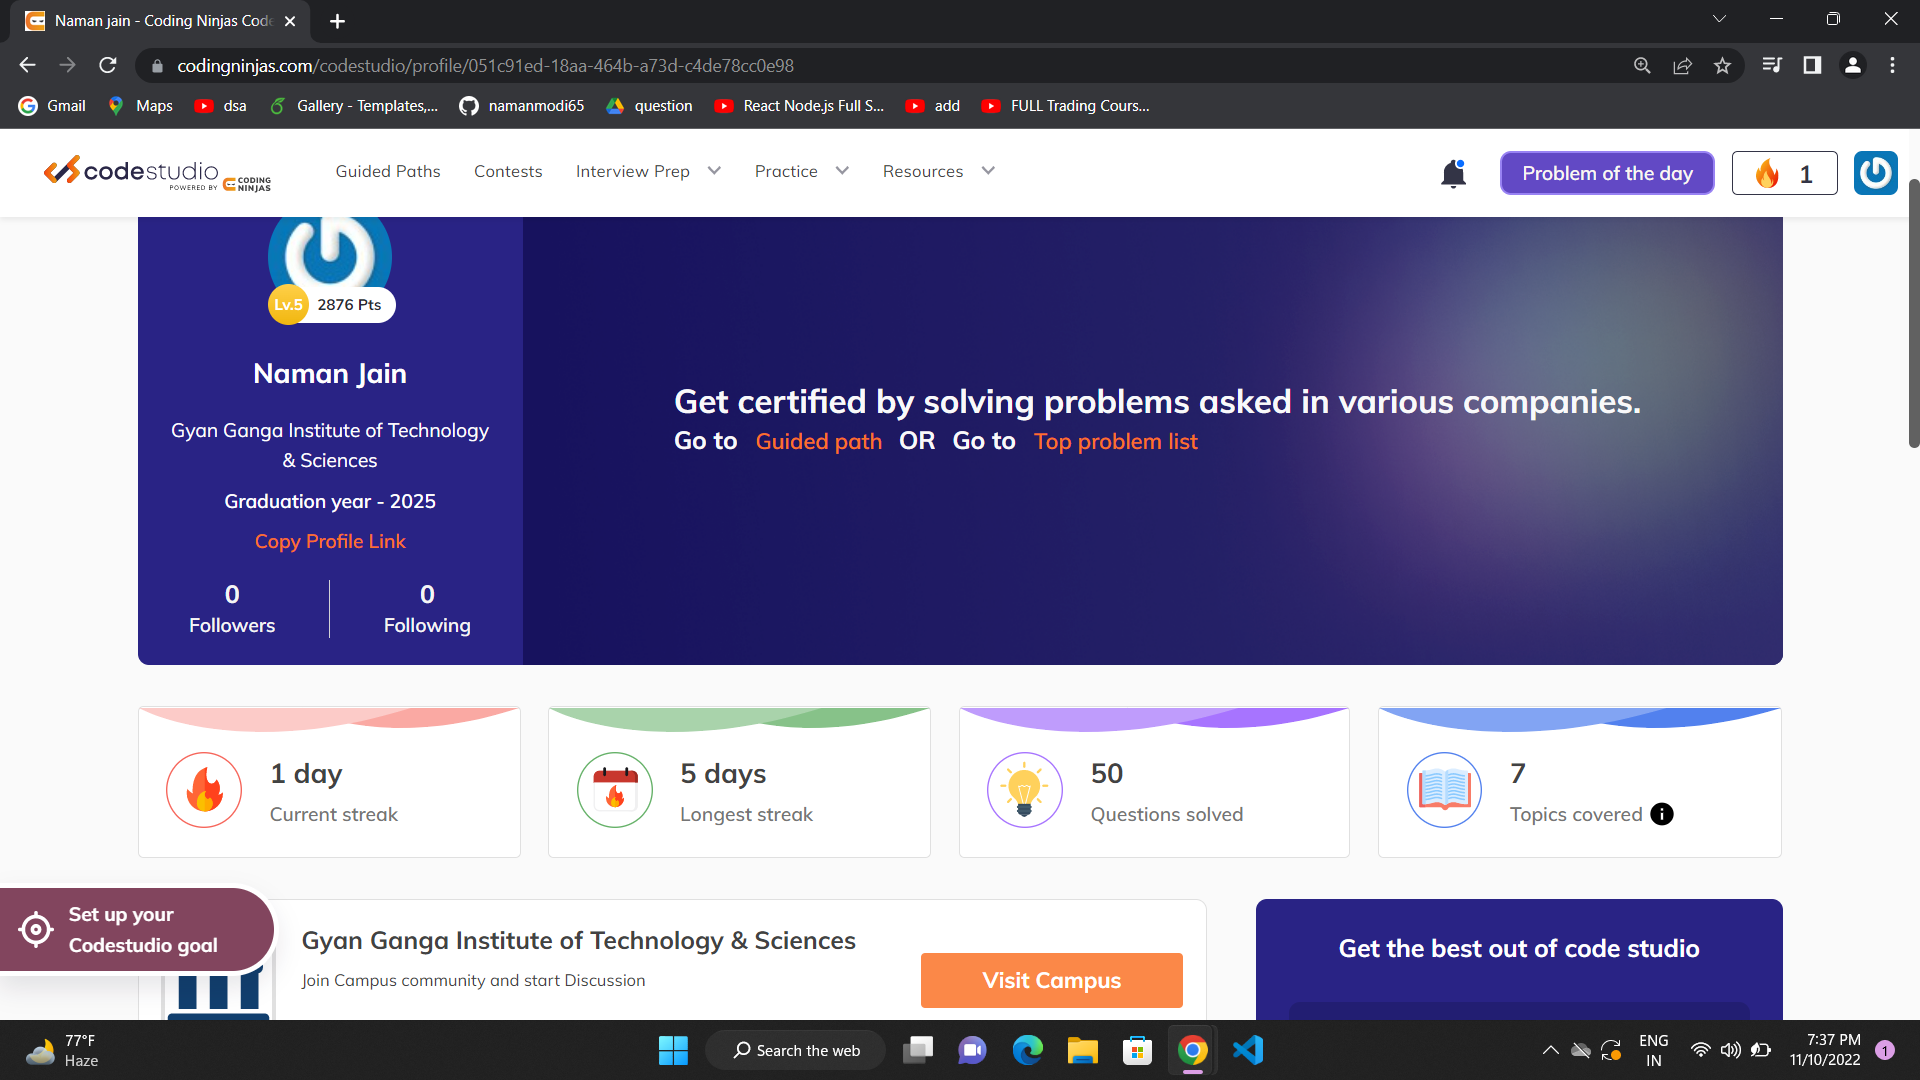 Naman jain - Coding Ninjas Code
codingninjas.com/codestudio/profile/051c91ed-18aa-464b-a73d-c4de78cc0e98
Gmail Maps dsa Gallery - Templates,... namanmodi65 question React Node.js Full S... add FULL Trading Cours...
codestudio
POWERED BY CODING NINJAS
Guided Paths Contests Interview Prep Practice Resources
Problem of the day
1
Lv.5 2876 Pts
Naman Jain
Gyan Ganga Institute of Technology
& Sciences
Graduation year - 2025
Copy Profile Link
0 0
Followers Following
Get certified by solving problems asked in various companies.
Go to Guided path OR Go to Top problem list
1 day
Current streak
5 days
Longest streak
50
Questions solved
7
Topics covered
Set up your
Codestudio goal
Gyan Ganga Institute of Technology & Sciences
Join Campus community and start Discussion
Visit Campus
Get the best out of code studio
77°F
Haze
Search the web
ENG
IN
7:37 PM
11/10/2022
1